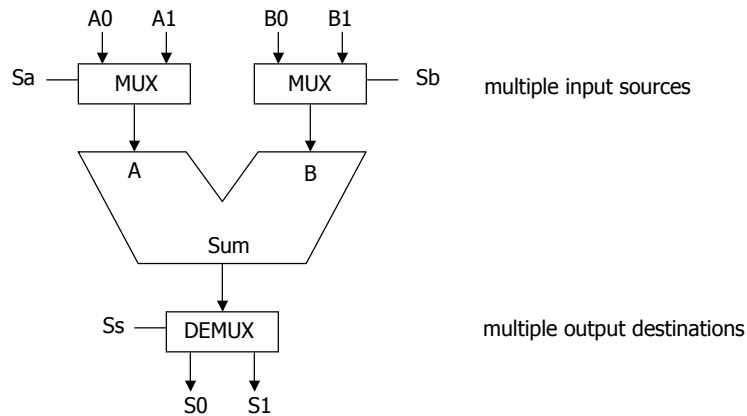 A0 A1 B0 B1
Sa MUX MUX Sb multiple input sources
A B
Sum
Ss DEMUX multiple output destinations
S0 S1